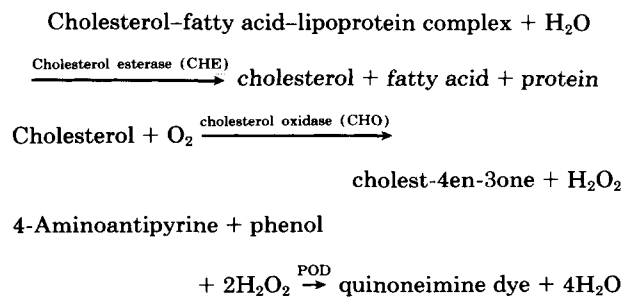 Cholesterol–fatty acid–lipoprotein complex + H₂O
Cholesterol esterase (CHE)
⟶ cholesterol + fatty acid + protein
cholesterol oxidase (CHO)
Cholesterol + O₂ ⟶
cholest-4en-3one + H₂O₂
4-Aminoantipyrine + phenol
POD
+ 2H₂O₂ → quinoneimine dye + 4H₂O